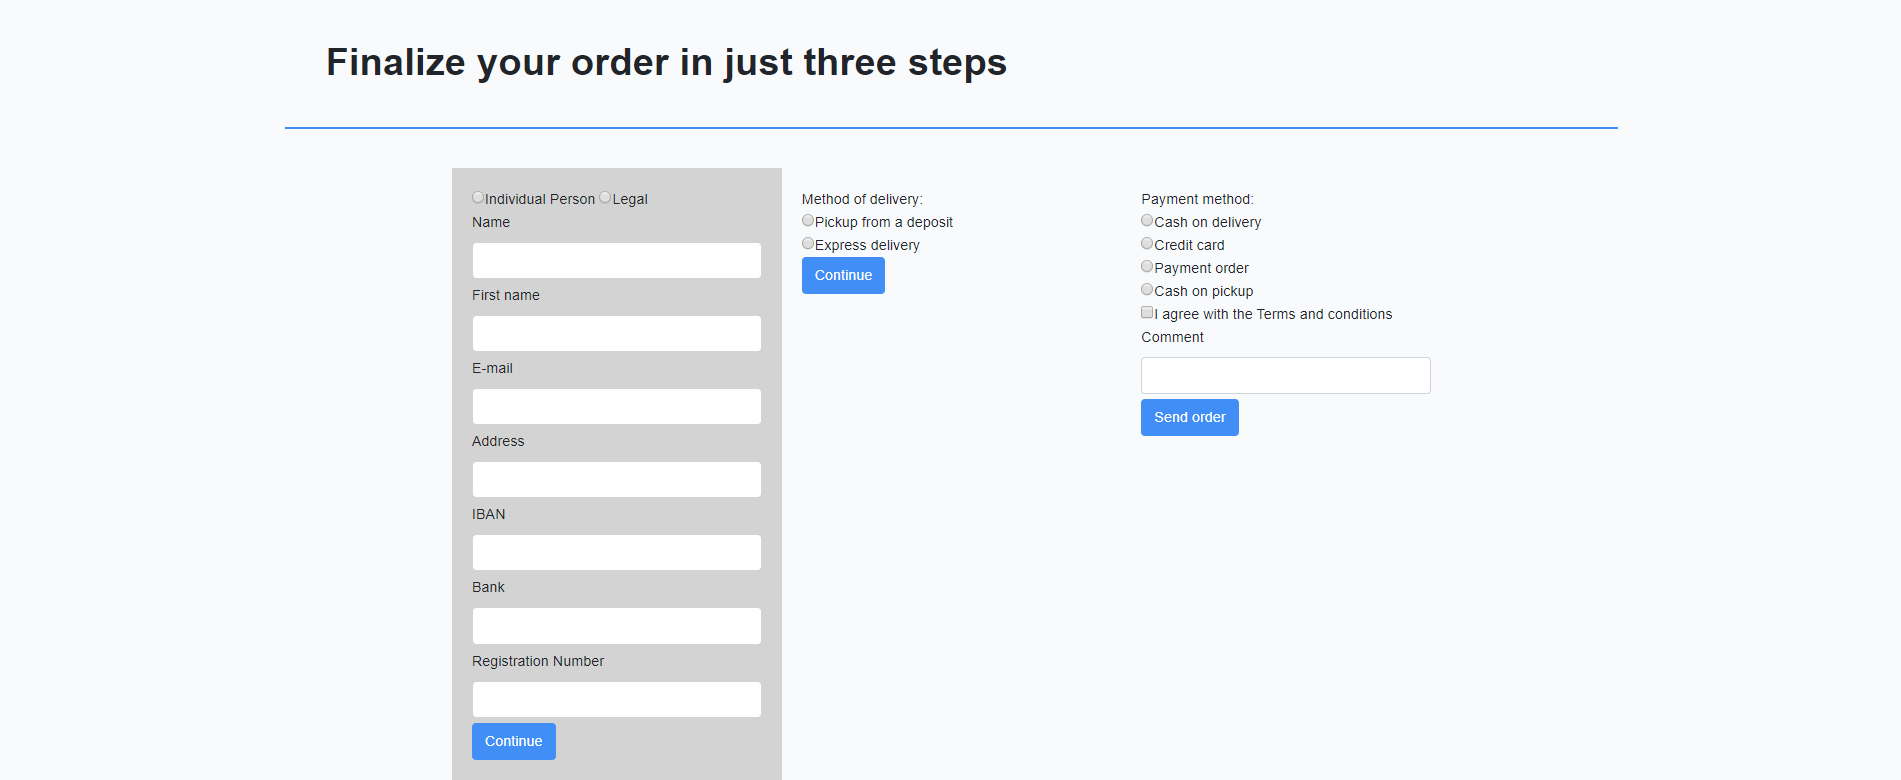 Finalize your order in just three steps
Individual Person Legal
Name
First name
E-mail
Address
IBAN
Bank
Registration Number
Continue
Method of delivery:
Pickup from a deposit
Express delivery
Continue
Payment method:
Cash on delivery
Credit card
Payment order
Cash on pickup
I agree with the Terms and conditions
Comment
Send order